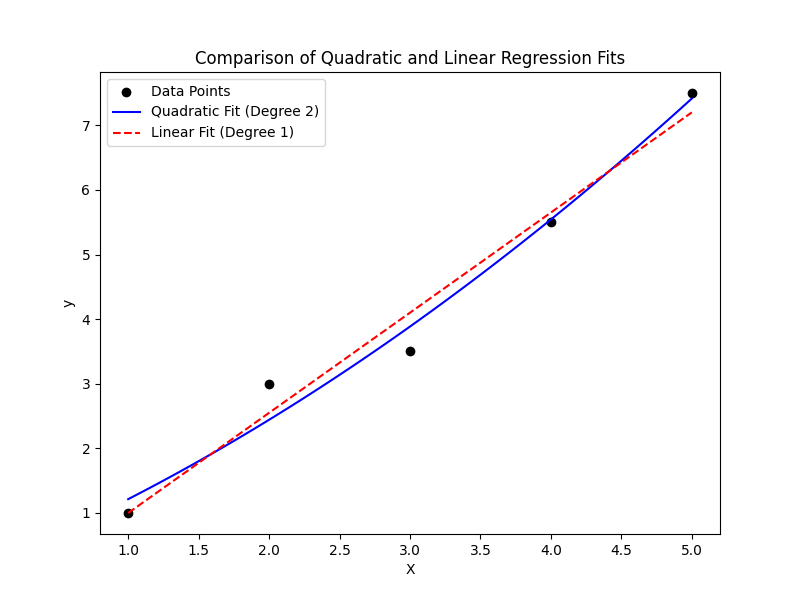 Comparison of Quadratic and Linear Regression Fits
Data Points
Quadratic Fit (Degree 2)
Linear Fit (Degree 1)
7
6
5
4
3
2
1
y
1.0 1.5 2.0 2.5 3.0 3.5 4.0 4.5 5.0
X